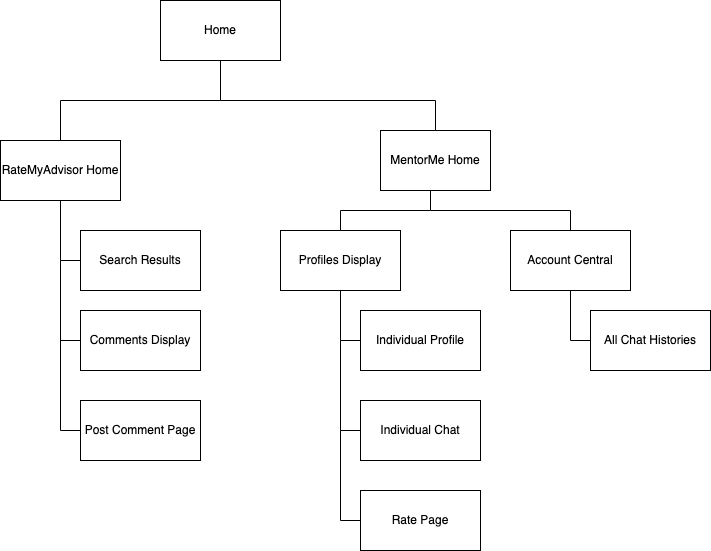 Home
RateMyAdvisor Home
MentorMe Home
Search Results
Profiles Display
Account Central
Comments Display
Individual Profile
All Chat Histories
Post Comment Page
Individual Chat
Rate Page